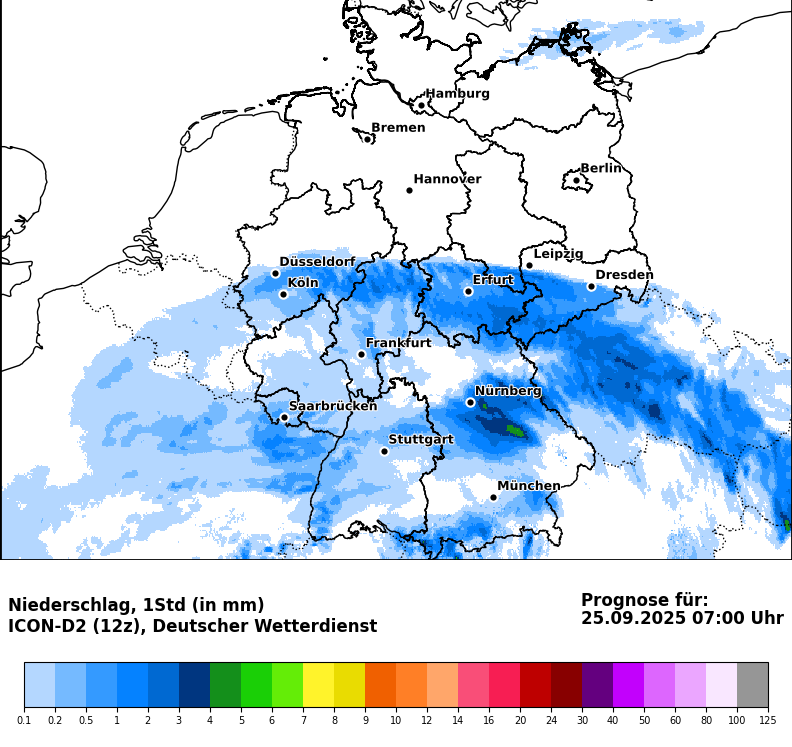 Hamburg
Bremen
Berlin
Hannover
Leipzig
Düsseldorf
Dresden
Köln
Erfurt
Frankfurt
Nürnberg
Saarbrücken
Stuttgart
München
Niederschlag, 1Std (in mm)
ICON-D2 (12z), Deutscher Wetterdienst
Prognose für:
25.09.2025 07:00 Uhr
0.1 0.2 0.5 1 2 3 4 5 6 7 8 9 10 12 14 16 20 24 30 40 50 60 80 100 125